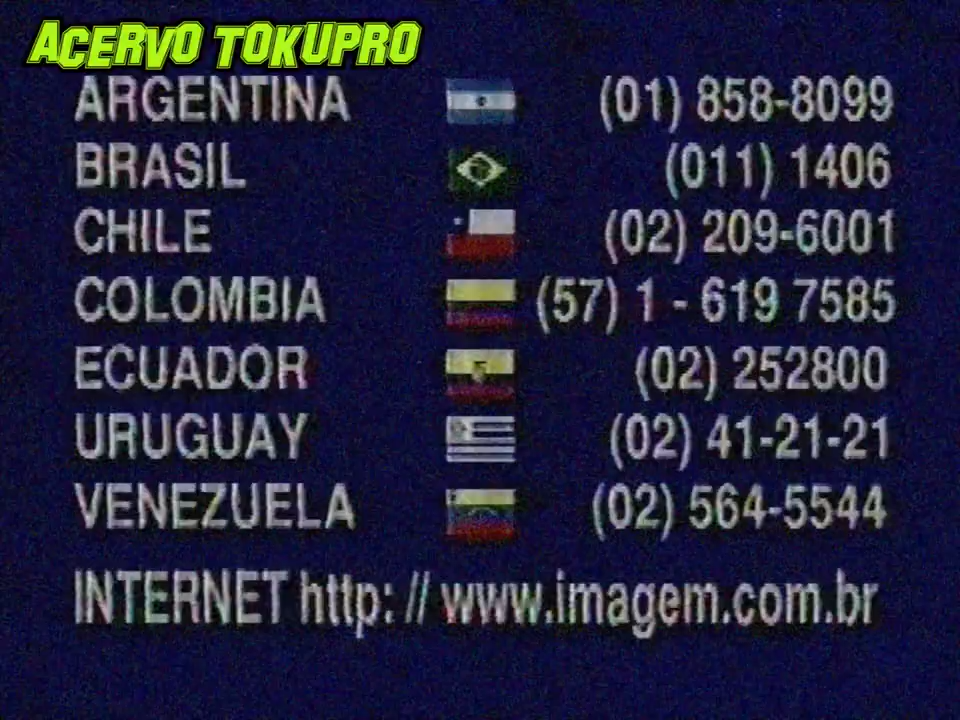 ACERVO TOKUPRO
ARGENTINA (01) 858-8099
BRASIL (011) 1406
CHILE (02) 209-6001
COLOMBIA (57) 1 - 619 7585
ECUADOR (02) 252800
URUGUAY (02) 41-21-21
VENEZUELA (02) 564-5544
INTERNET http: // www.imagem.com.br